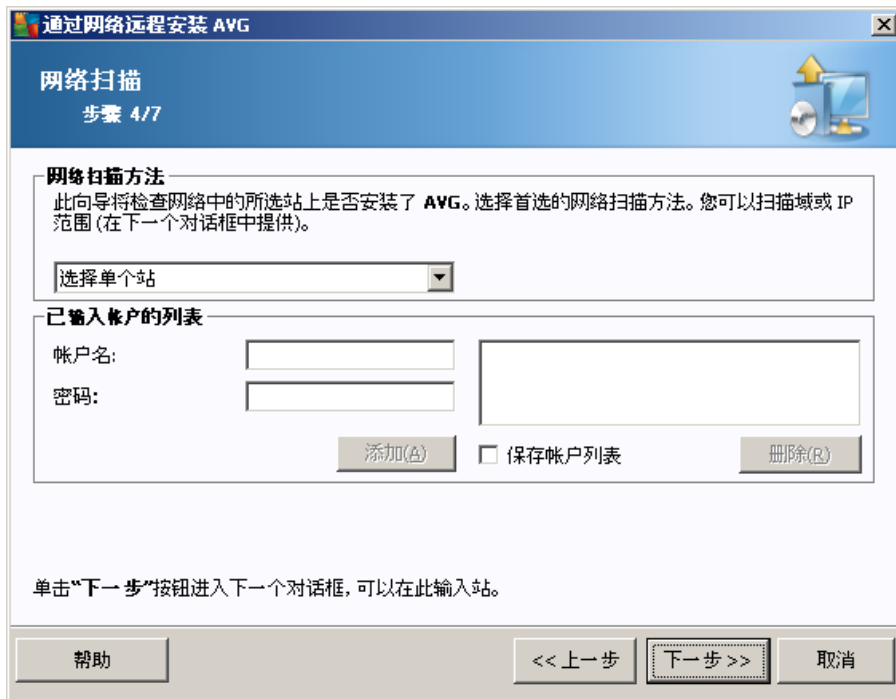 通过网络远程安装 AVG
网络扫描
步骤 4/7
网络扫描方法
此向导将检查网络中的所选站上是否安装了 AVG。选择首选的网络扫描方法。您可以扫描域或 IP
范围 (在下一个对话框中提供)。
选择单个站
已输入帐户的列表
帐户名:
密码:
添加(A)
保存帐户列表
删除(R)
单击“下一步”按钮进入下一个对话框, 可以在此输入站。
帮助
<< 上一步
下一步 >>
取消